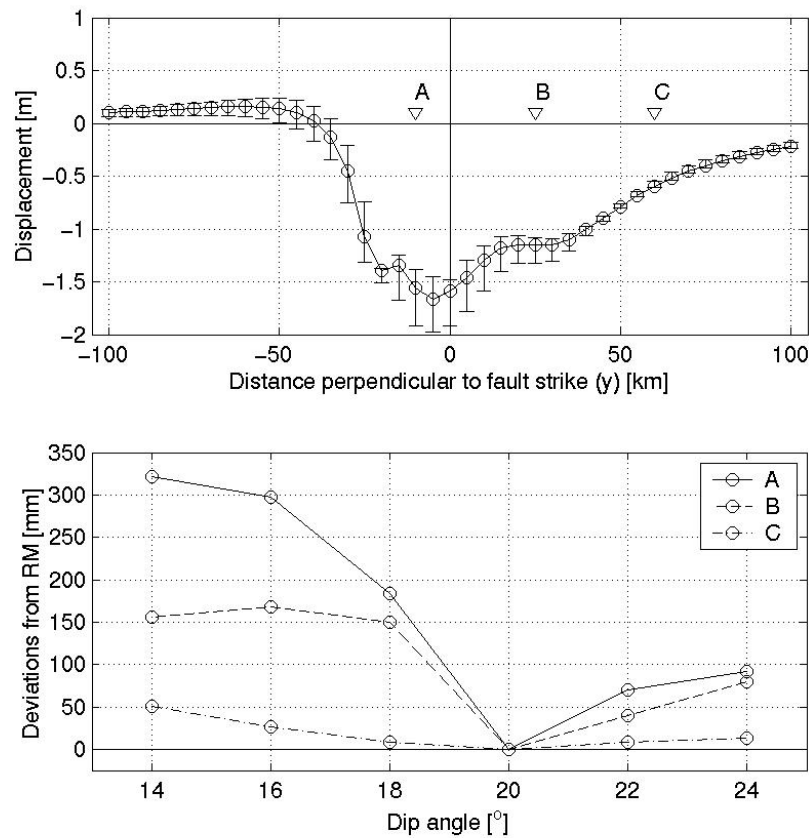 1
0.5
0
−0.5
−1
−1.5
−2
Displacement [m]
A B C
−100 −50 0 50 100
Distance perpendicular to fault strike (y) [km]
350
300
250
200
150
100
50
0
Deviations from RM [mm]
A
B
C
14 16 18 20 22 24
Dip angle [°]